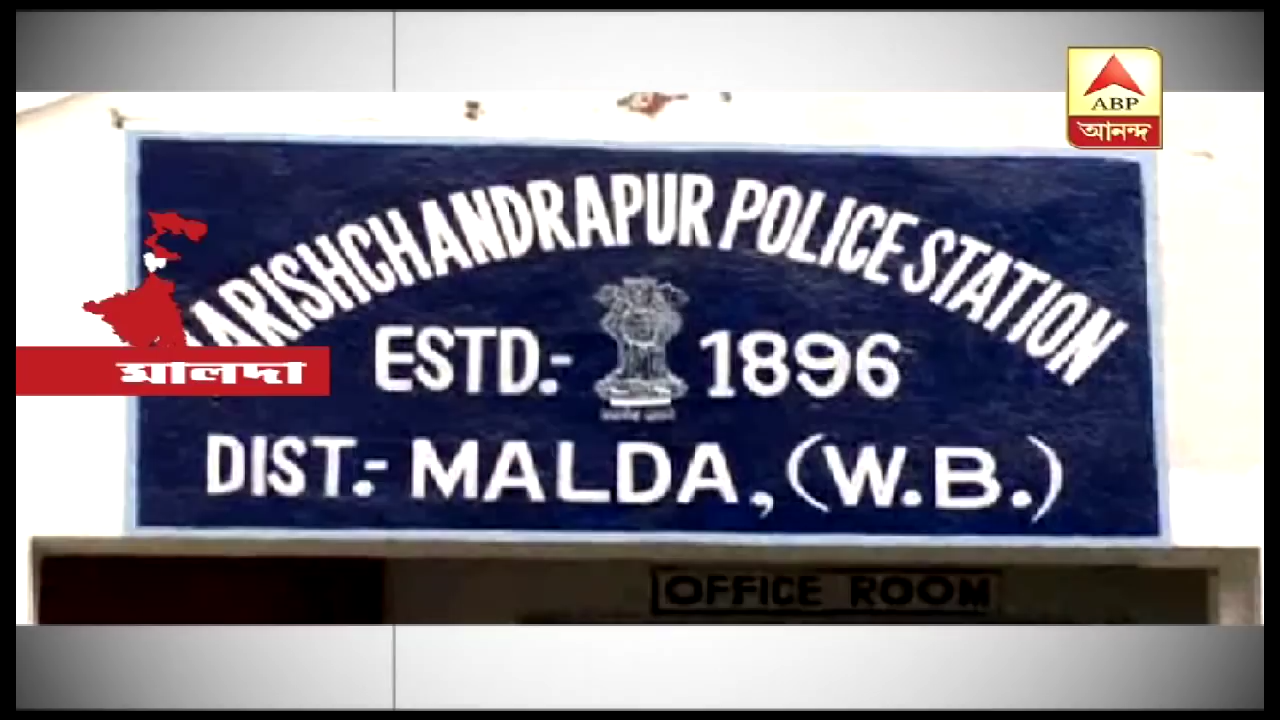 ABP
আনন্দ
ARISHCHANDRAPUR POLICE STATION
ESTD.:- 1896
মালদা
DIST.:- MALDA, (W.B.)
OFFICE ROOM